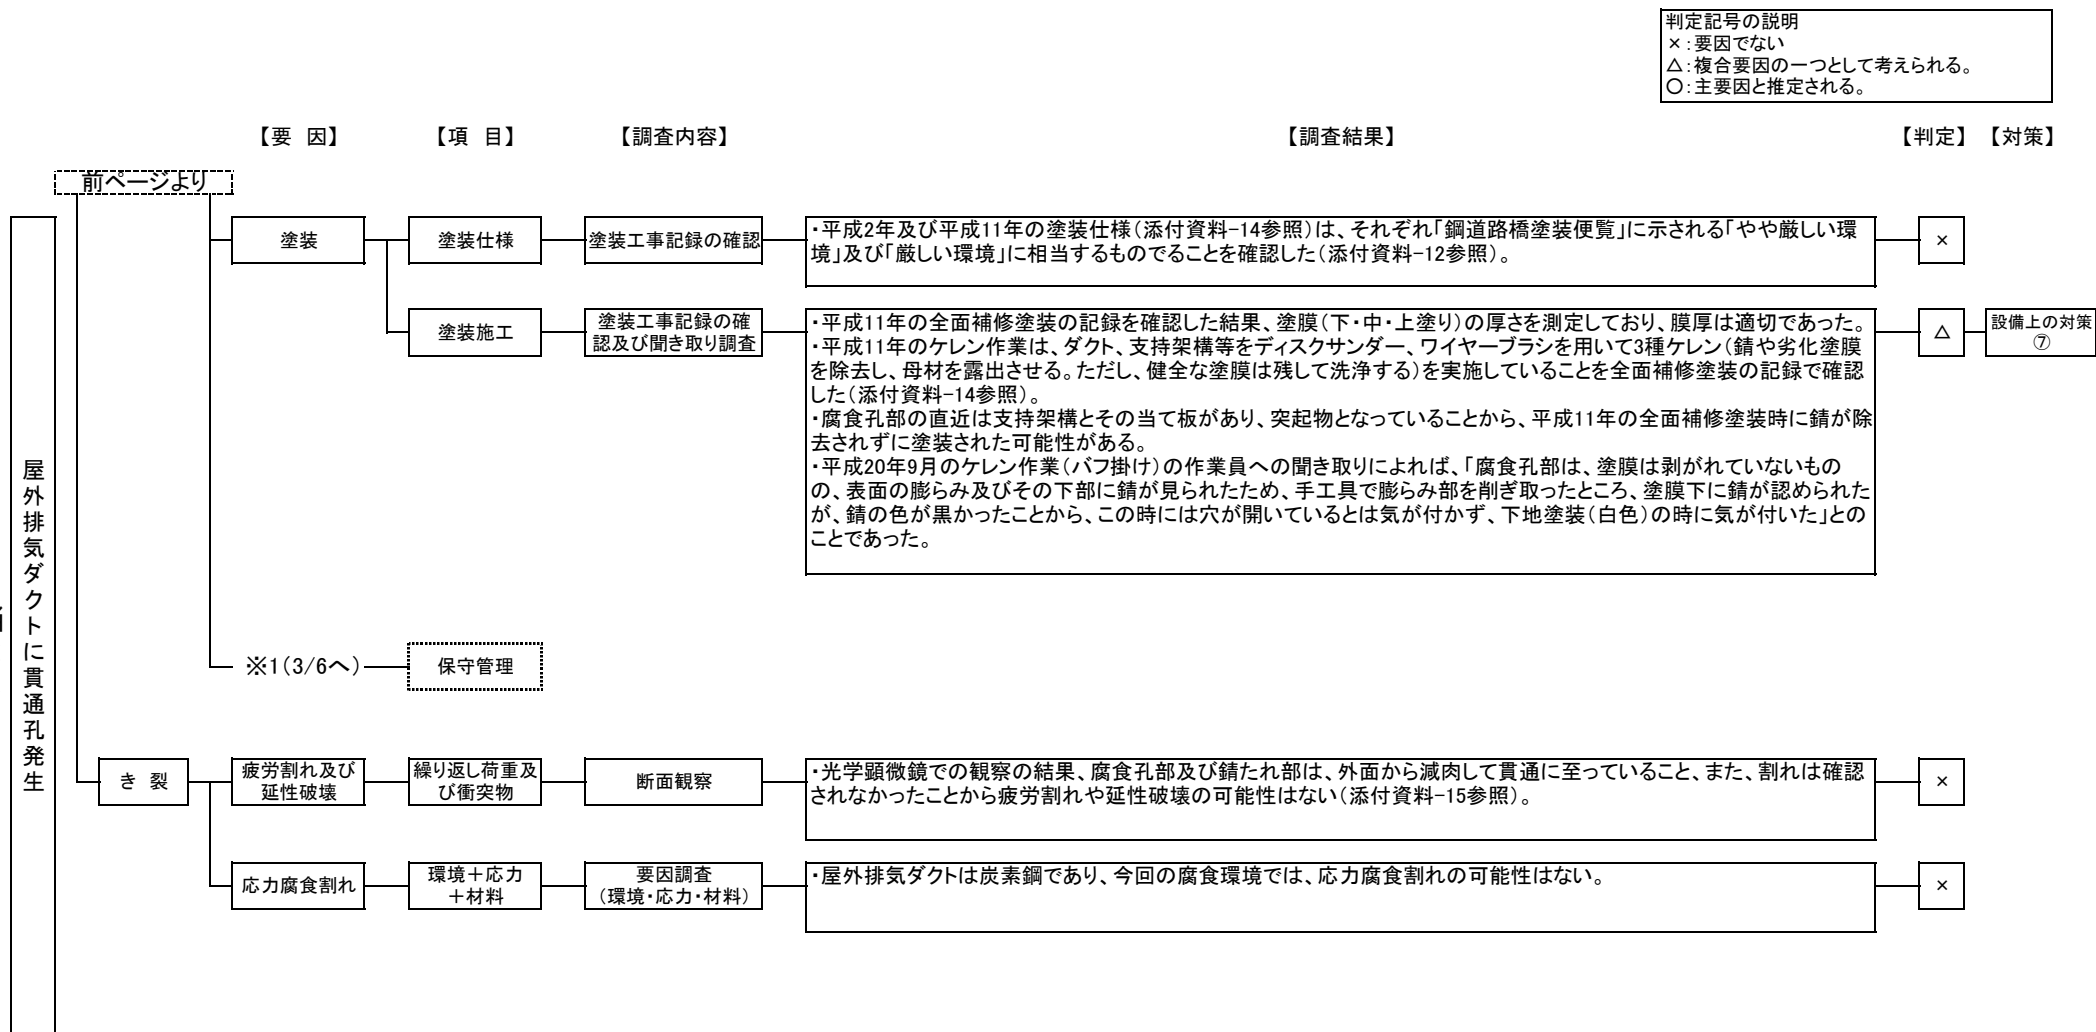 判定記号の説明
×:要因でない
△:複合要因の一つとして考えられる。
○:主要因と推定される。
【要 因】 【項 目】 【調査内容】 【調査結果】 【判定】 【対策】
前ページより
屋外排気ダクトに貫通孔発生
塗装
塗装仕様
塗装工事記録の確認
・平成2年及び平成11年の塗装仕様(添付資料-14参照)は、それぞれ「鋼道路橋塗装便覧」に示される「やや厳しい環
境」及び「厳しい環境」に相当するものでることを確認した(添付資料-12参照)。
×
塗装施工
塗装工事記録の確
認及び聞き取り調査
・平成11年の全面補修塗装の記録を確認した結果、塗膜(下・中・上塗り)の厚さを測定しており、膜厚は適切であった。
・平成11年のケレン作業は、ダクト、支持架構等をディスクサンダー、ワイヤーブラシを用いて3種ケレン(錆や劣化塗膜
を除去し、母材を露出させる。ただし、健全な塗膜は残して洗浄する)を実施していることを全面補修塗装の記録で確認
した(添付資料-14参照)。
・腐食孔部の直近は支持架構とその当て板があり、突起物となっていることから、平成11年の全面補修塗装時に錆が除
去されずに塗装された可能性がある。
・平成20年9月のケレン作業(バフ掛け)の作業員への聞き取りによれば、「腐食孔部は、塗膜は剥がれていないもの
の、表面の膨らみ及びその下部に錆が見られたため、手工具で膨らみ部を削ぎ取ったところ、塗膜下に錆が認められた
が、錆の色が黒かったことから、この時には穴が開いているとは気が付かず、下地塗装(白色)の時に気が付いた」との
ことであった。
△
設備上の対策
⑦
※1(3/6へ)
保守管理
き 裂
疲労割れ及び
延性破壊
繰り返し荷重及
び衝突物
断面観察
・光学顕微鏡での観察の結果、腐食孔部及び錆たれ部は、外面から減肉して貫通に至っていること、また、割れは確認
されなかったことから疲労割れや延性破壊の可能性はない(添付資料-15参照)。
×
応力腐食割れ
環境+応力
+材料
要因調査
(環境・応力・材料)
・屋外排気ダクトは炭素鋼であり、今回の腐食環境では、応力腐食割れの可能性はない。
×